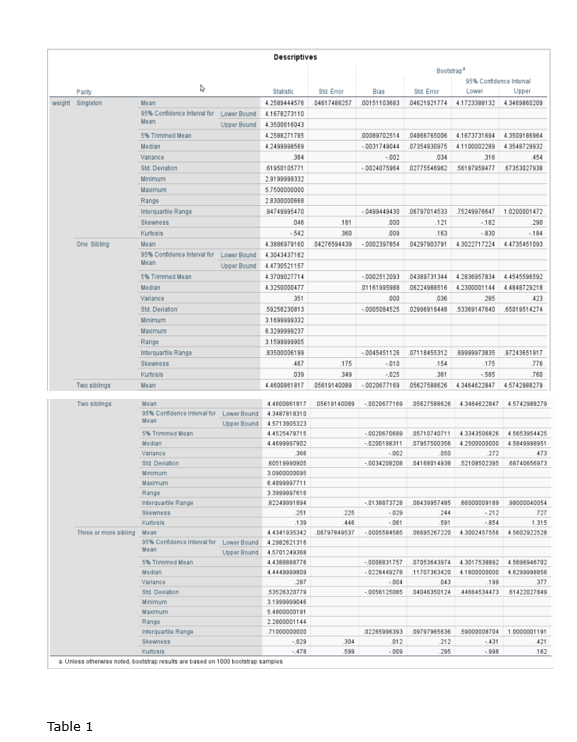 Descriptives
Bootstrapᵃ
95% Confidence Interval
Parity Statistic Std. Error Bias Std. Error Lower Upper
weight Singleton Mean 4.2589444576 .04617488257 .00151103683 .04621921774 4.1723388132 4.3469860209
95% Confidence Interval for Mean Lower Bound 4.1678273110
Upper Bound 4.3500616043
5% Trimmed Mean 4.2588271785 .00089702514 .04866765006 4.1673731694 4.3509186964
Median 4.2499998569 -.0031749044 .07354930975 4.1100002289 4.3548729932
Variance .384 -.002 .034 .316 .454
Std. Deviation .61950105771 -.0024075964 .02775546962 .56197958477 .67353027938
Minimum 2.9199999332
Maximum 5.7500000000
Range 2.8300000668
Interquartile Range .94749995470 -.0499449430 .06797014533 .75249976647 1.0200001472
Skewness .046 .181 .000 .121 -.182 .290
Kurtosis -.542 .360 .009 .163 -.830 -.184
One Sibling Mean 4.3886979160 .04276594439 -.0002397854 .04297903791 4.3022717224 4.4735451093
95% Confidence Interval for Mean Lower Bound 4.3043437162
Upper Bound 4.4730521157
5% Trimmed Mean 4.3709027714 -.0002512093 .04389731344 4.2836957834 4.4545596592
Median 4.3250000477 .01161995988 .06224988516 4.2300001144 4.4848729218
Variance .351 .000 .036 .285 .423
Std. Deviation .59258230813 -.0005084525 .02996918448 .53369147640 .65019514274
Minimum 3.1699999332
Maximum 6.3299999237
Range 3.1599999905
Interquartile Range .83500006199 -.0045451126 .07118455312 .69999973835 .97243651917
Skewness .467 .175 -.010 .154 .175 .776
Kurtosis .039 .349 -.025 .361 -.585 .760
Two siblings Mean 4.4600861817 .05619140089 -.0020677169 .05627588626 4.3464622847 4.5742988279
Two siblings Mean 4.4600861817 .05619140089 -.0020677169 .05627588626 4.3464622847 4.5742988279
95% Confidence Interval for Mean Lower Bound 4.3487818310
Upper Bound 4.5713905323
5% Trimmed Mean 4.4525478715 -.0020670689 .05710740711 4.3343506826 4.5653954425
Median 4.4699997902 -.0200198311 .07957500356 4.2500000000 4.5849998951
Variance .366 -.002 .050 .272 .473
Std. Deviation .60519990905 -.0034208208 .04168014938 .52108502395 .68740656973
Minimum 3.0900000095
Maximum 6.4899997711
Range 3.3999997616
Interquartile Range .82249991894 -.0138873728 .08439957485 .66000009189 .98000040054
Skewness .251 .225 -.029 .244 -.212 .727
Kurtosis .139 .446 -.081 .591 -.854 1.315
Three or more sibling Mean 4.4341935342 .06797849537 -.0005584585 .06695267220 4.3002457556 4.5602922528
95% Confidence Interval for Mean Lower Bound 4.2982621316
Upper Bound 4.5701249368
5% Trimmed Mean 4.4388888776 -.0008831757 .07053643974 4.3017538892 4.5696946702
Median 4.4449999809 -.0228449278 .11707363420 4.1800000000 4.6299998856
Variance .287 -.004 .043 .199 .377
Std. Deviation .53526320779 -.0056125085 .04046350124 .44664534473 .61422027849
Minimum 3.1999999046
Maximum 5.4800000191
Range 2.2800001144
Interquartile Range .71000000000 .02265996393 .09797965636 .59000008704 1.0000001191
Skewness -.029 .304 .012 .212 -.431 .421
Kurtosis -.478 .599 -.009 .295 -.998 .162
a. Unless otherwise noted, bootstrap results are based on 1000 bootstrap samples
Table 1